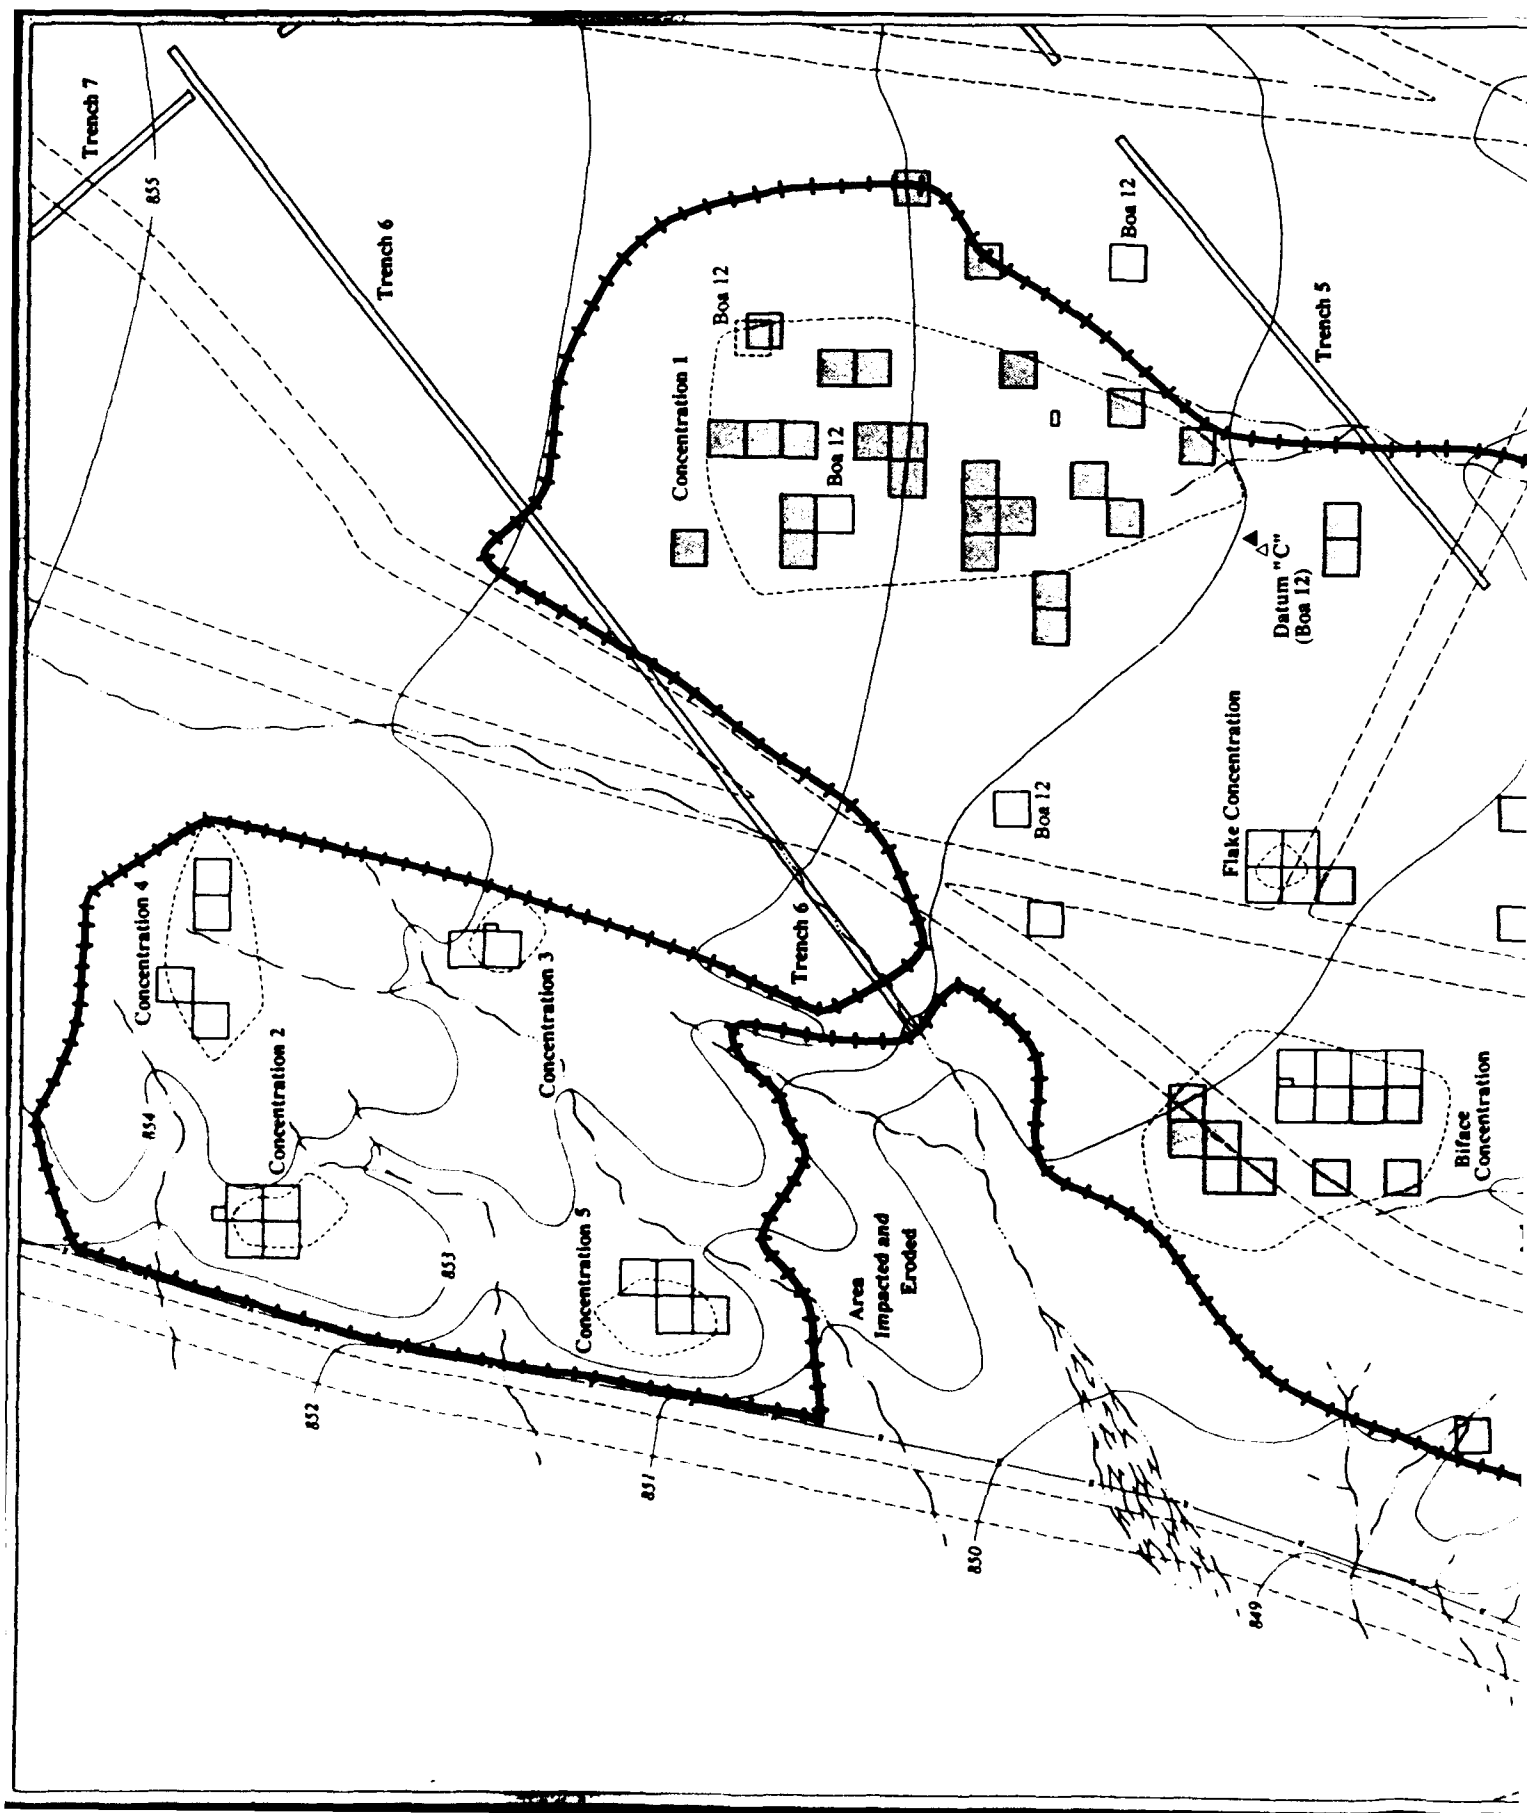 Trench 7
855
Trench 6
Boa 12
Concentration 1
Boa 12
Boa 12
Trench 5
Datum "C"
(Boa 12)
Flake Concentration
Boa 12
Trench 6
Concentration 4
Concentration 3
Concentration 2
854
853
Concentration 5
Area
Impacted and
Eroded
Biface
Concentration
852
851
850
849